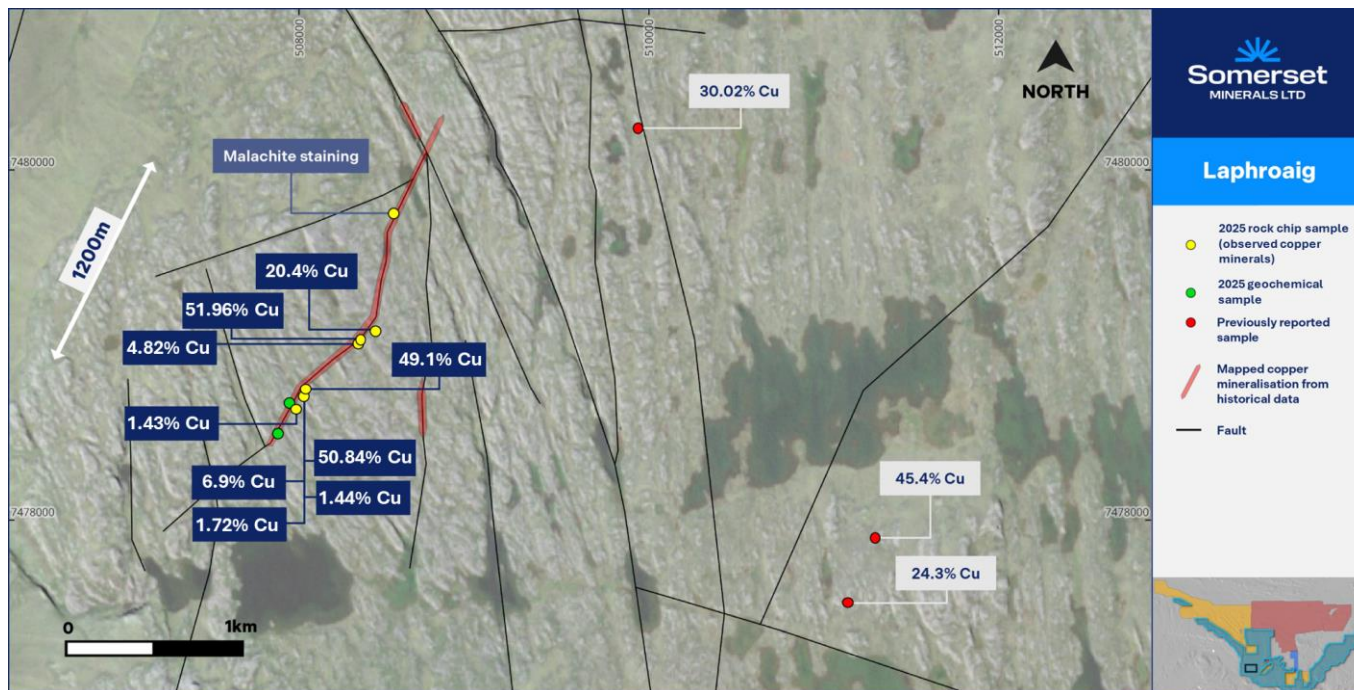 508000
510000
512000
7480000
7480000
7478000
7478000
NORTH
30.02% Cu
Malachite staining
1200m
20.4% Cu
51.96% Cu
4.82% Cu
49.1% Cu
1.43% Cu
50.84% Cu
6.9% Cu
1.44% Cu
1.72% Cu
45.4% Cu
24.3% Cu
0
1km
Somerset
MINERALS LTD
Laphroaig
2025 rock chip sample
(observed copper
minerals)
2025 geochemical
sample
Previously reported
sample
Mapped copper
mineralisation from
historical data
Fault